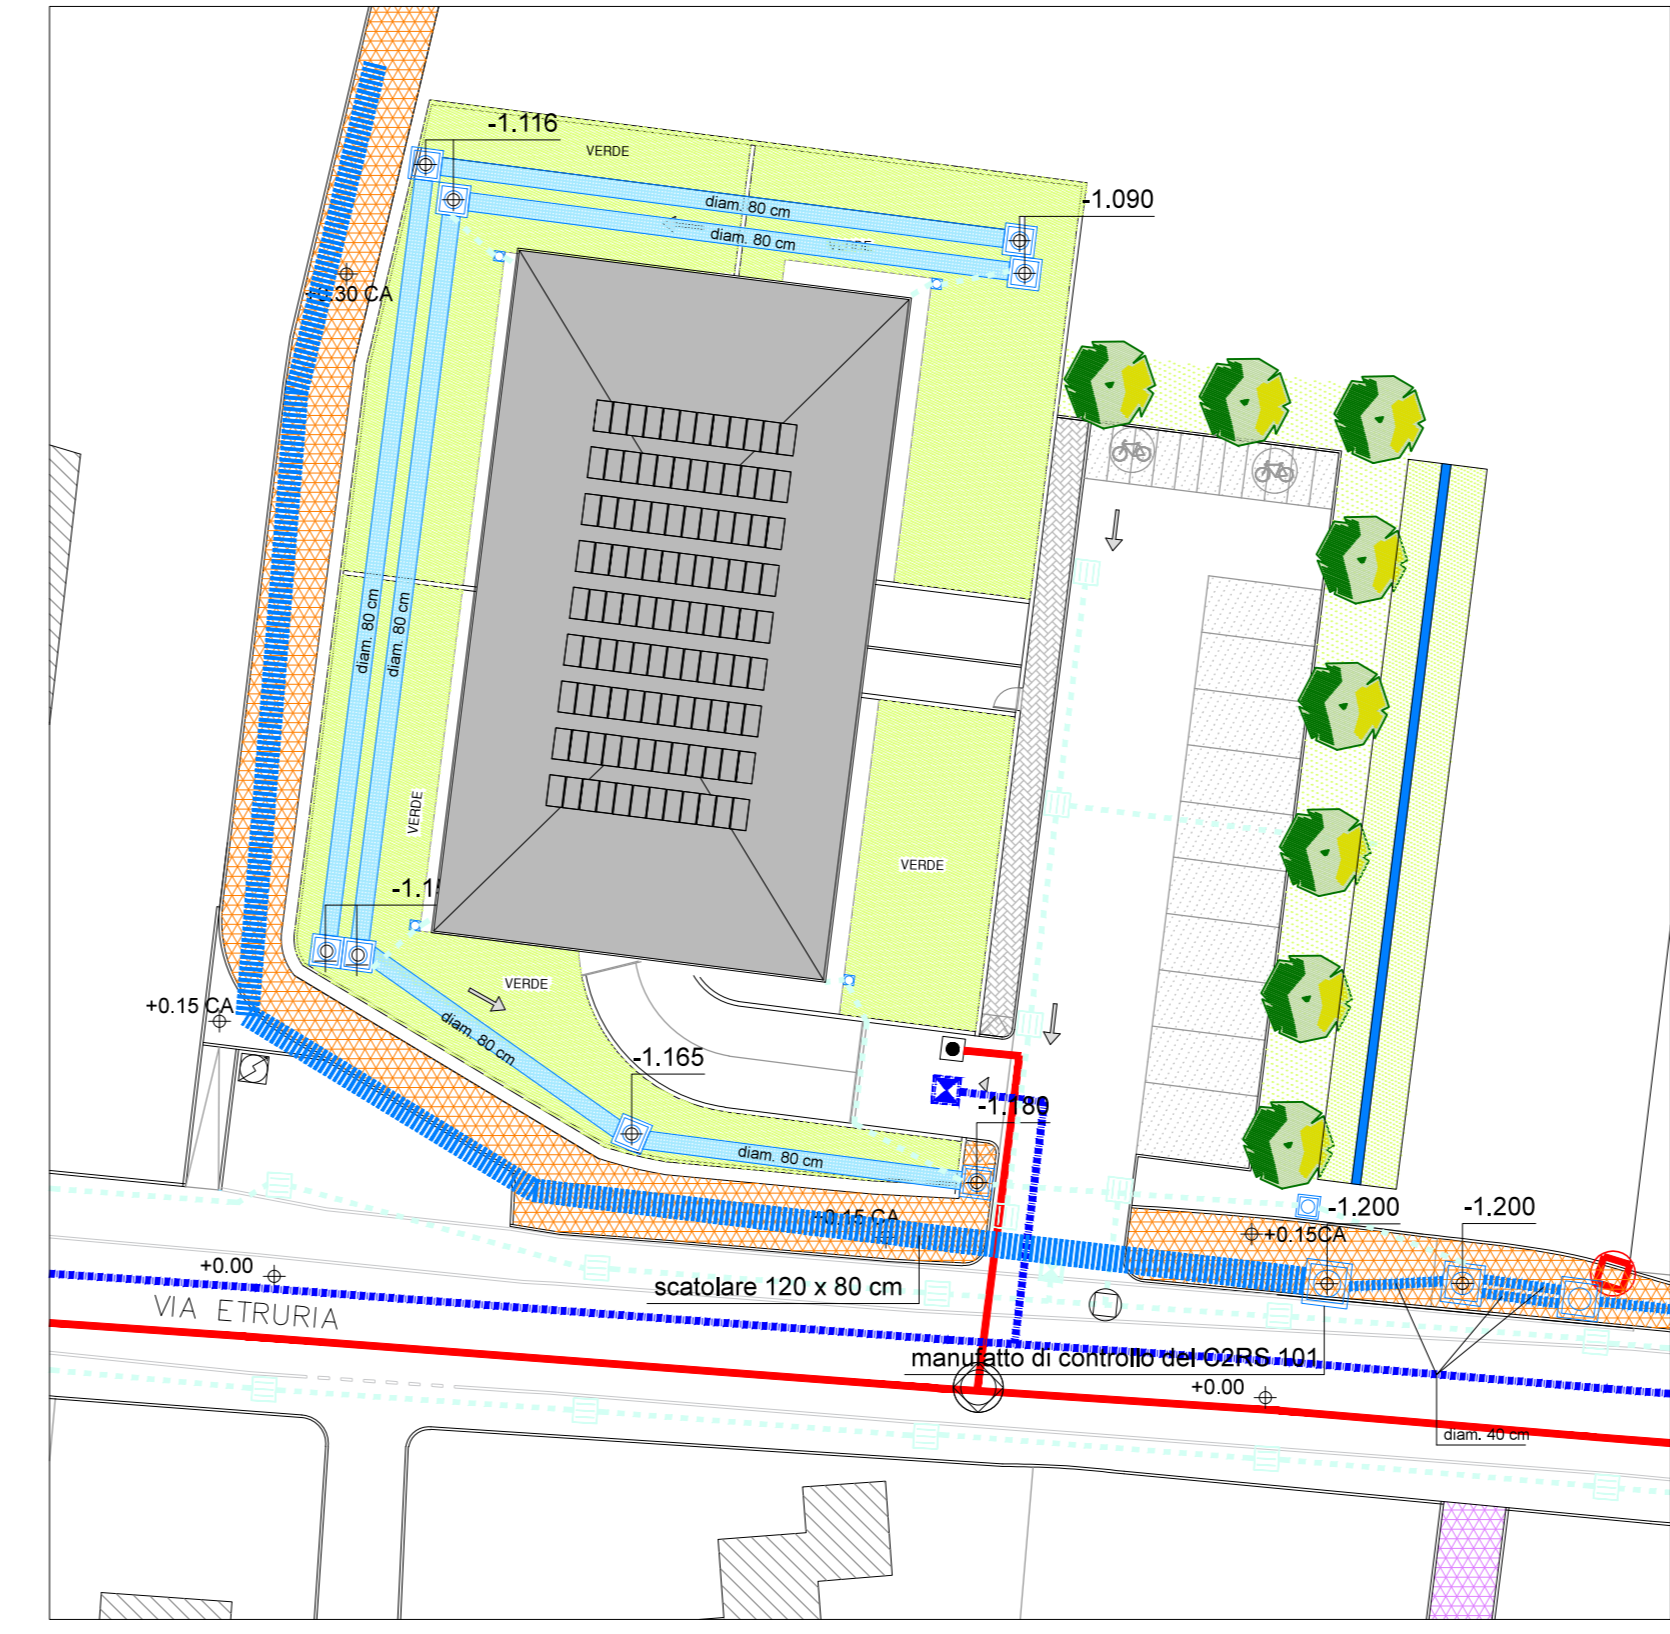 -1.116
VERDE
-1.090
diam. 80 cm
diam. 80 cm
VERDE
+0.30 CA
diam. 80 cm
diam. 80 cm
VERDE
VERDE
-1.1
VERDE
+0.15 CA
diam. 80 cm
-1.165
-1.180
diam. 80 cm
+0.15 CA
-1.200
-1.200
+0.15CA
+0.00
scatolare 120 x 80 cm
VIA ETRURIA
manufatto di controllo del C2RS 101
+0.00
diam. 40 cm